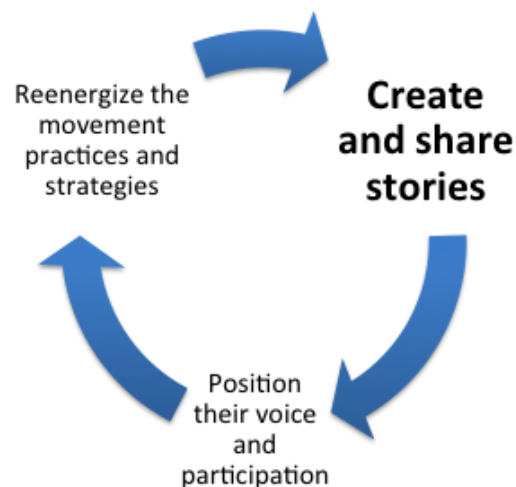 Reenergize the
movement
practices and
strategies
Create
and share
stories
Position
their voice
and
participation